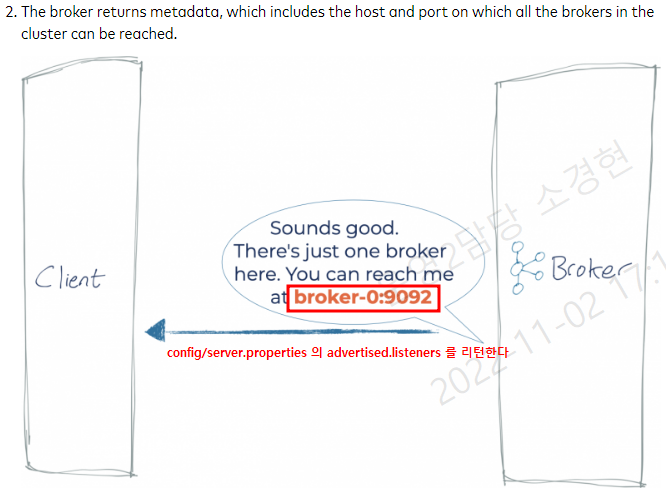 2. The broker returns metadata, which includes the host and port on which all the brokers in the
cluster can be reached.
Client
Sounds good.
There's just one broker
here. You can reach me
at broker-0:9092
Broker
config/server.properties 의 advertised.listeners 를 리턴한다
2담당 소경현
2022-11-02 17:1